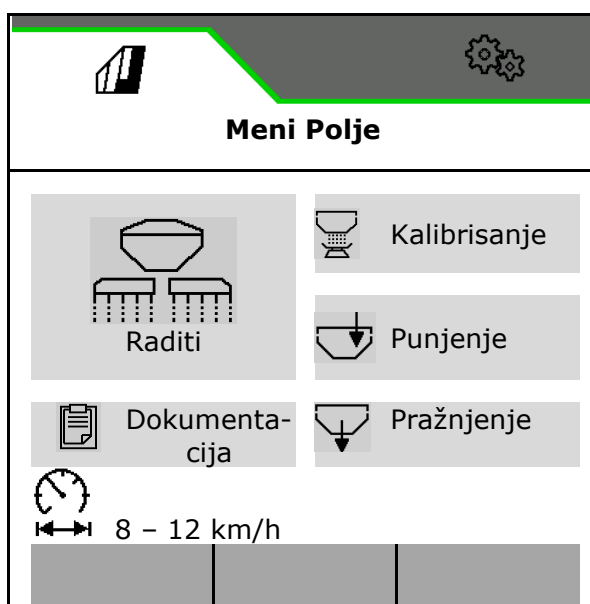 Meni Polje
Raditi
Kalibrisanje
Punjenje
Dokumenta-
cija
Pražnjenje
8 – 12 km/h